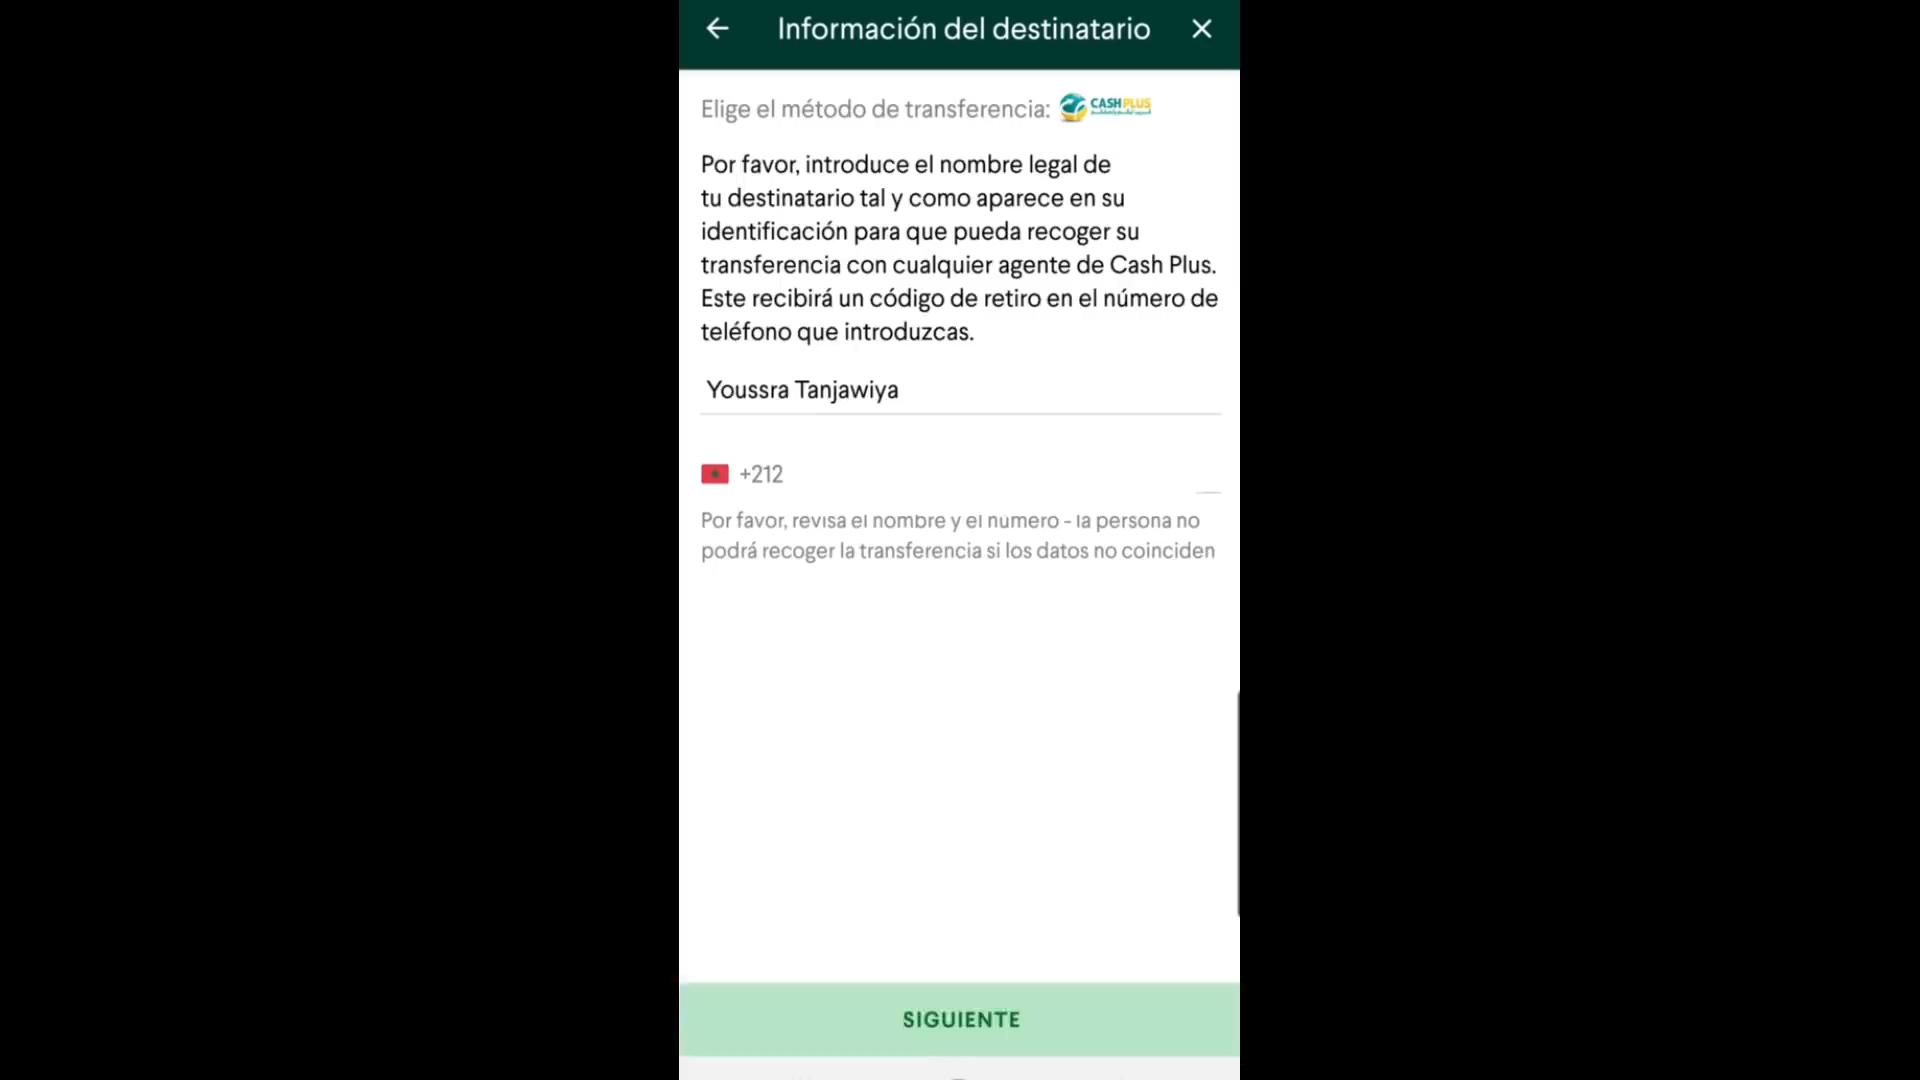 Información del destinatario
Elige el método de transferencia: CASH PLUS
Por favor, introduce el nombre legal de
tu destinatario tal y como aparece en su
identificación para que pueda recoger su
transferencia con cualquier agente de Cash Plus.
Este recibirá un código de retiro en el número de
teléfono que introduzcas.
Youssra Tanjawiya
+212
Por favor, revisa el nombre y el número - la persona no
podrá recoger la transferencia si los datos no coinciden
SIGUIENTE